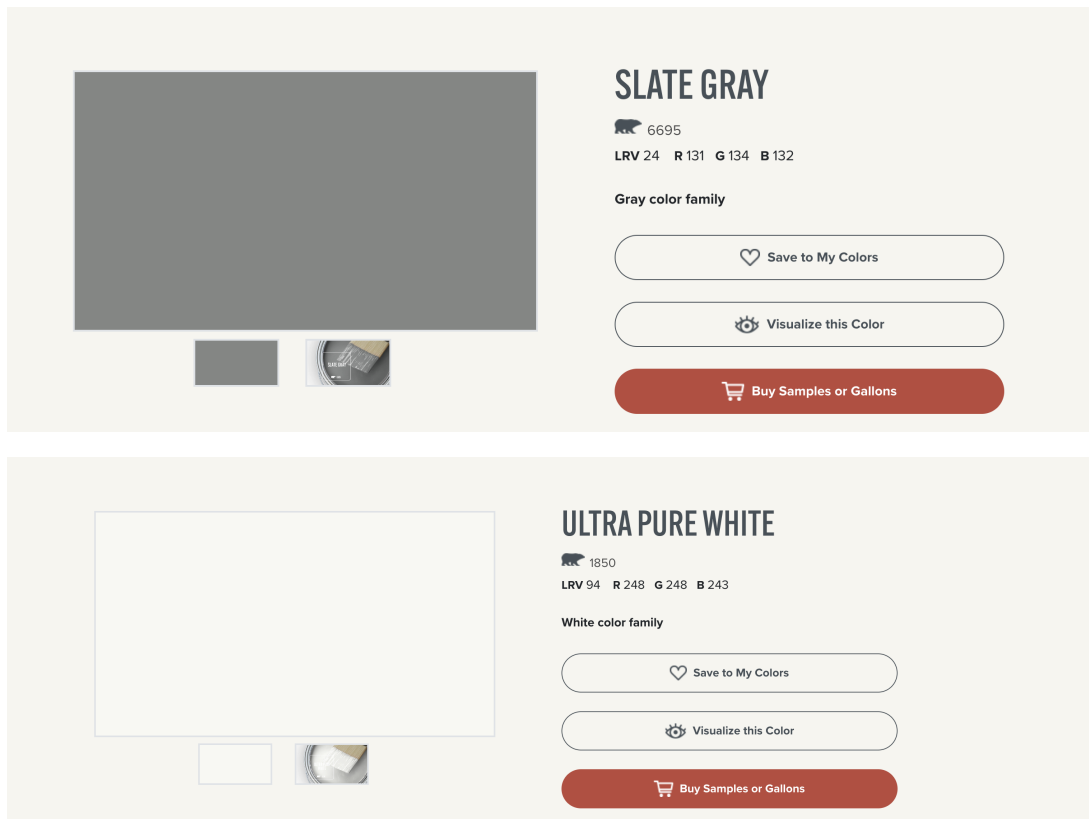 SLATE GRAY
6695
LRV 24 R 131 G 134 B 132
Gray color family
Save to My Colors
Visualize this Color
Buy Samples or Gallons
SLATE GRAY
ULTRA PURE WHITE
1850
LRV 94 R 248 G 248 B 243
White color family
Save to My Colors
Visualize this Color
Buy Samples or Gallons